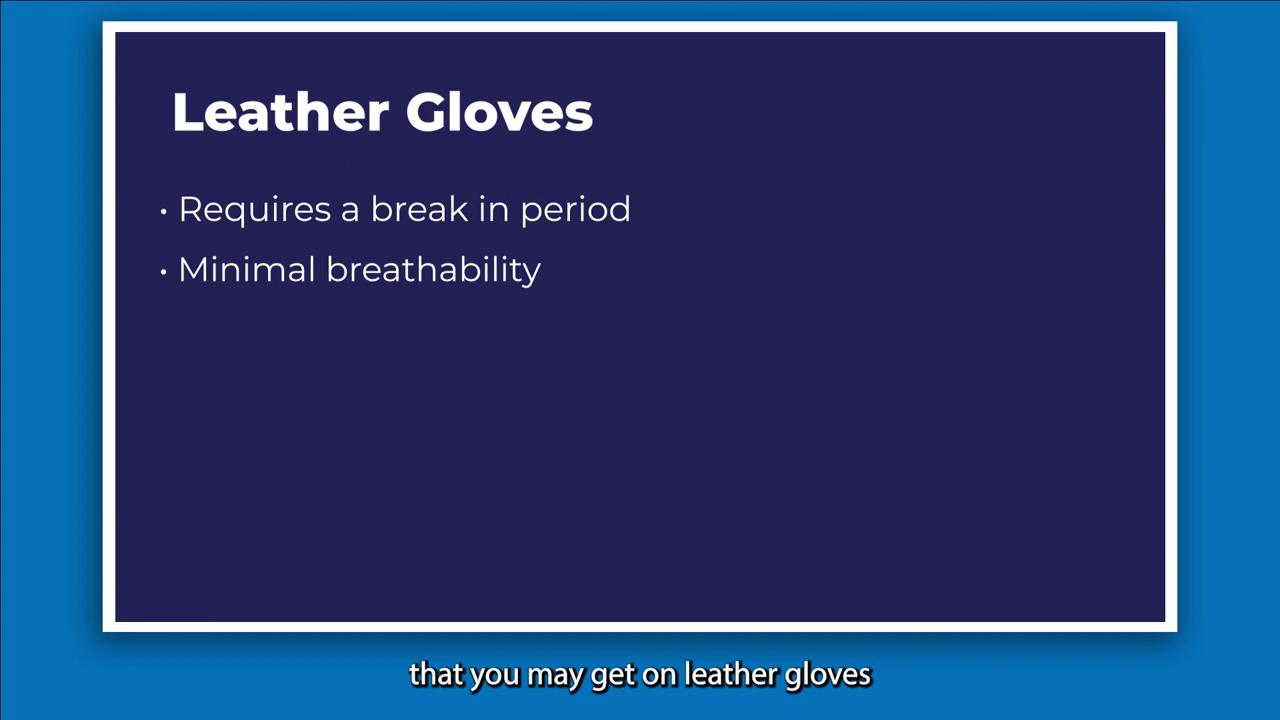 Leather Gloves
• Requires a break in period
• Minimal breathability
that you may get on leather gloves